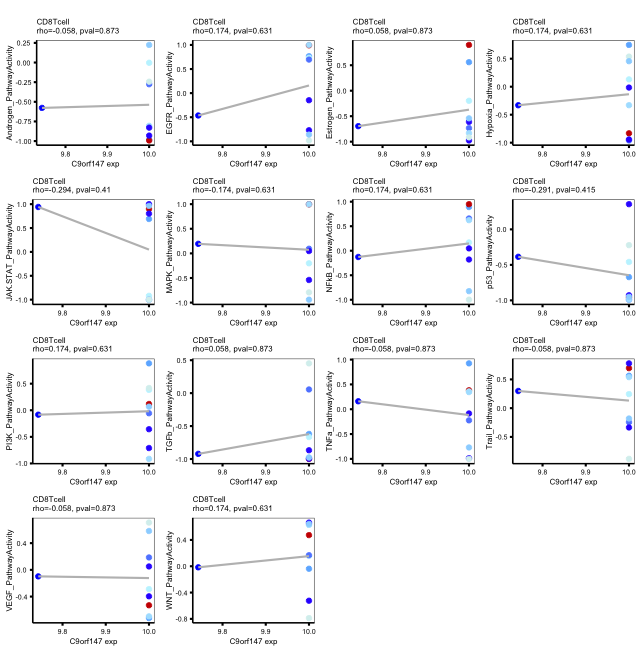 CD8Tcell
rho=-0.058, pval=0.873
Androgen_PathwayActivity
0.25
0.00
-0.25
-0.50
-0.75
-1.00
9.8
9.9
10.0
C9orf147 exp
CD8Tcell
rho=0.174, pval=0.631
EGFR_PathwayActivity
1.0
0.5
0.0
-0.5
-1.0
9.8
9.9
10.0
C9orf147 exp
CD8Tcell
rho=0.058, pval=0.873
Estrogen_PathwayActivity
0.5
0.0
-0.5
-1.0
9.8
9.9
10.0
C9orf147 exp
CD8Tcell
rho=0.174, pval=0.631
Hypoxia_PathwayActivity
0.5
0.0
-0.5
-1.0
9.8
9.9
10.0
C9orf147 exp
CD8Tcell
rho=-0.294, pval=0.41
JAK-STAT_PathwayActivity
1.0
0.5
0.0
-0.5
-1.0
9.8
9.9
10.0
C9orf147 exp
CD8Tcell
rho=-0.174, pval=0.631
MAPK_PathwayActivity
1.0
0.5
0.0
-0.5
-1.0
9.8
9.9
10.0
C9orf147 exp
CD8Tcell
rho=0.174, pval=0.631
NFkB_PathwayActivity
1.0
0.5
0.0
-0.5
-1.0
9.8
9.9
10.0
C9orf147 exp
CD8Tcell
rho=-0.291, pval=0.415
p53_PathwayActivity
0.0
-0.5
-1.0
9.8
9.9
10.0
C9orf147 exp
CD8Tcell
rho=0.174, pval=0.631
PI3K_PathwayActivity
0.5
0.0
-0.5
-1.0
9.8
9.9
10.0
C9orf147 exp
CD8Tcell
rho=0.058, pval=0.873
TGFb_PathwayActivity
0.5
0.0
-0.5
-1.0
9.8
9.9
10.0
C9orf147 exp
CD8Tcell
rho=-0.058, pval=0.873
TNFa_PathwayActivity
1.0
0.5
0.0
-0.5
-1.0
9.8
9.9
10.0
C9orf147 exp
CD8Tcell
rho=-0.058, pval=0.873
Trail_PathwayActivity
0.5
0.0
-0.5
9.8
9.9
10.0
C9orf147 exp
CD8Tcell
rho=-0.058, pval=0.873
VEGF_PathwayActivity
0.4
0.0
-0.4
9.8
9.9
10.0
C9orf147 exp
CD8Tcell
rho=0.174, pval=0.631
WNT_PathwayActivity
0.4
0.0
-0.4
-0.8
9.8
9.9
10.0
C9orf147 exp